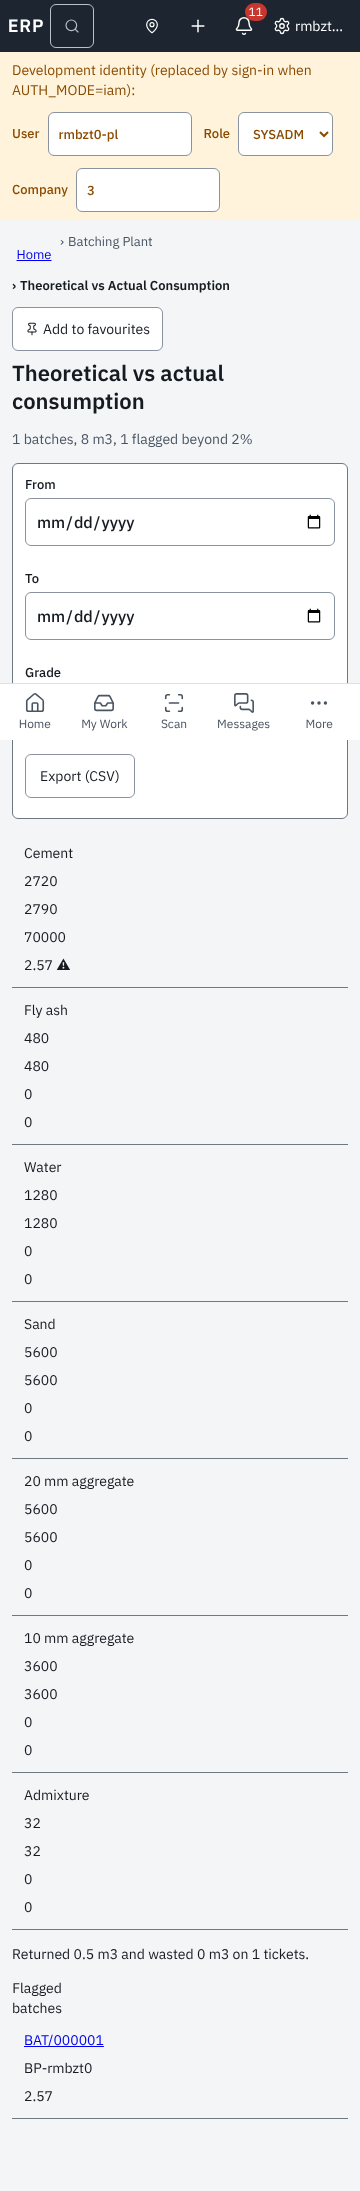 ERP
11
rmbzt...
Development identity (replaced by sign-in when
AUTH_MODE=iam):
User
rmbzt0-pl
Role
SYSADM
Company
3
Home
› Batching Plant
› Theoretical vs Actual Consumption
Add to favourites
Theoretical vs actual
consumption
1 batches, 8 m3, 1 flagged beyond 2%
From
mm/dd/yyyy
To
mm/dd/yyyy
Grade
Home
My Work
Scan
Messages
More
Export (CSV)
Cement
2720
2790
70000
2.57
Fly ash
480
480
0
0
Water
1280
1280
0
0
Sand
5600
5600
0
0
20 mm aggregate
5600
5600
0
0
10 mm aggregate
3600
3600
0
0
Admixture
32
32
0
0
Returned 0.5 m3 and wasted 0 m3 on 1 tickets.
Flagged
batches
BAT/000001
BP-rmbzt0
2.57